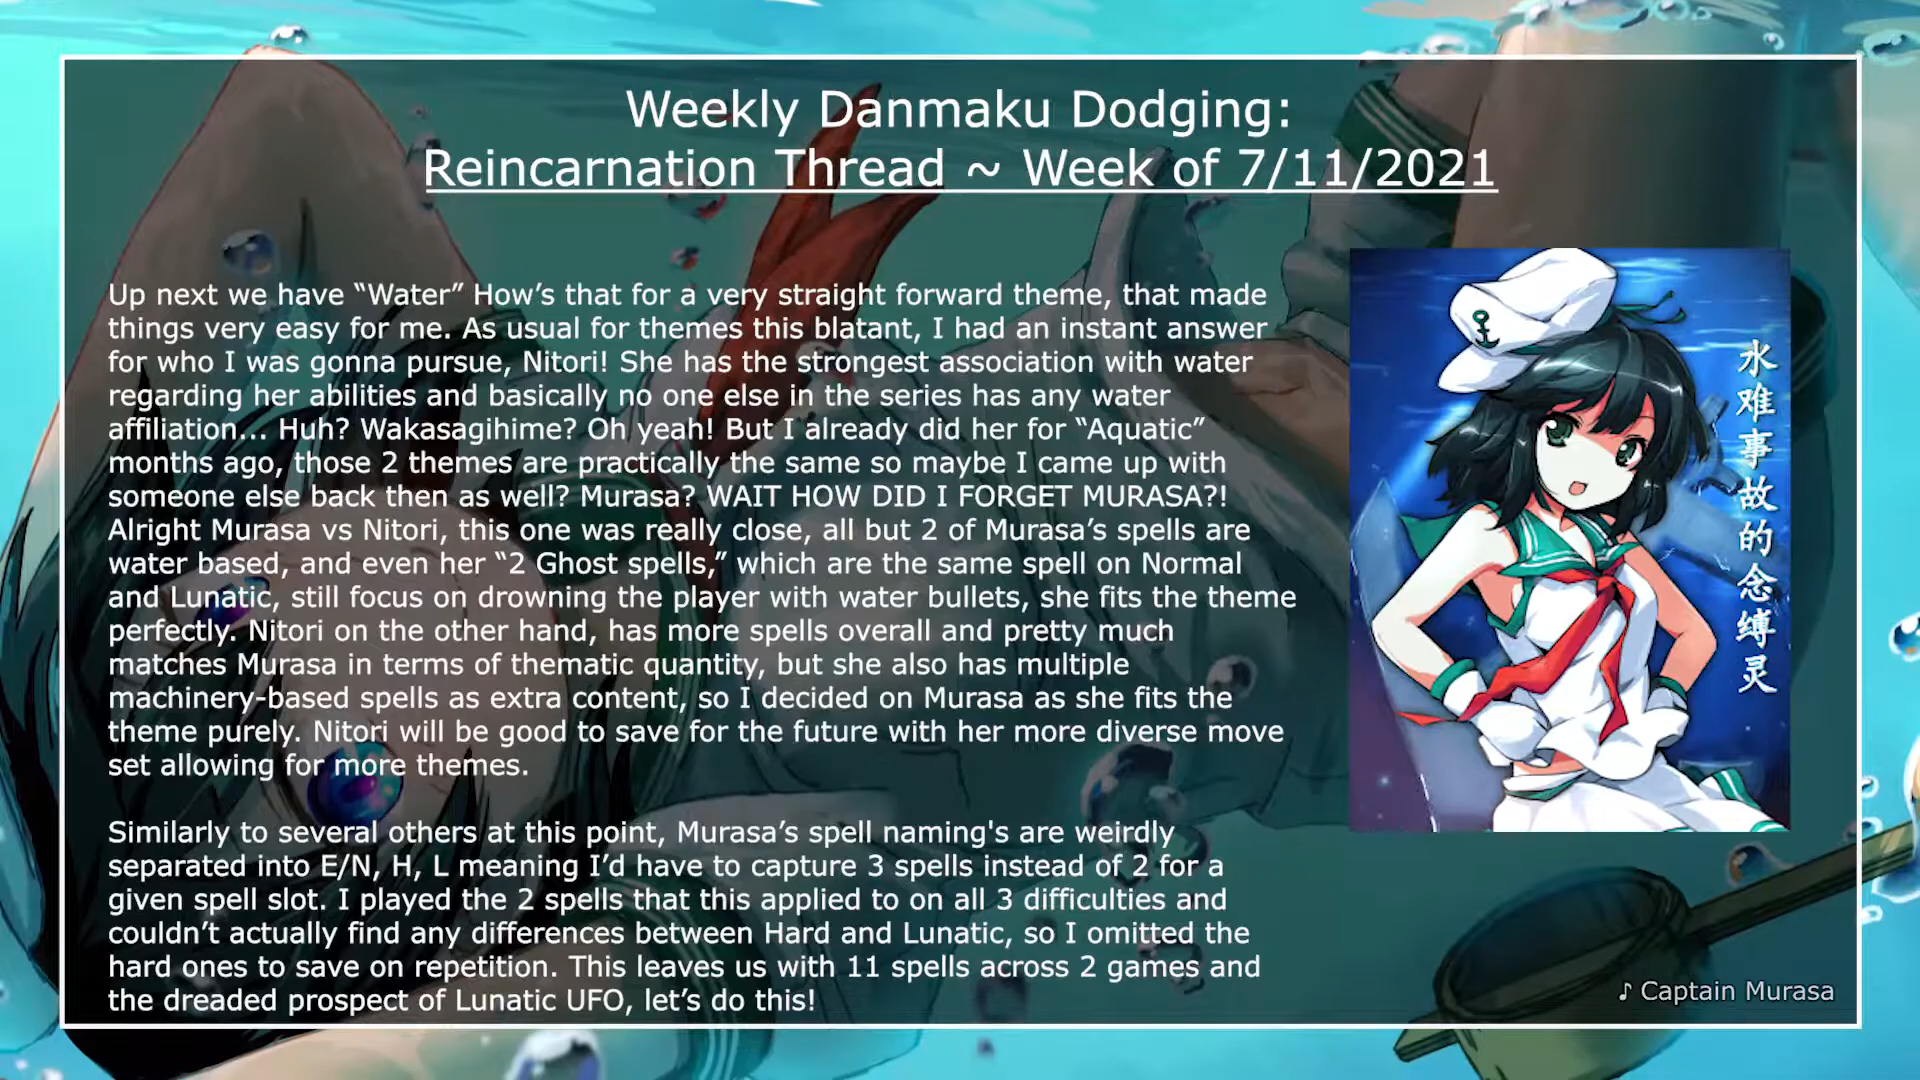 Weekly Danmaku Dodging:
Reincarnation Thread ~ Week of 7/11/2021
Up next we have “Water” How’s that for a very straight forward theme, that made
things very easy for me. As usual for themes this blatant, I had an instant answer
for who I was gonna pursue, Nitori! She has the strongest association with water
regarding her abilities and basically no one else in the series has any water
affiliation... Huh? Wakasagihime? Oh yeah! But I already did her for “Aquatic”
months ago, those 2 themes are practically the same so maybe I came up with
someone else back then as well? Murasa? WAIT HOW DID I FORGET MURASA?!
Alright Murasa vs Nitori, this one was really close, all but 2 of Murasa’s spells are
water based, and even her “2 Ghost spells,” which are the same spell on Normal
and Lunatic, still focus on drowning the player with water bullets, she fits the theme
perfectly. Nitori on the other hand, has more spells overall and pretty much
matches Murasa in terms of thematic quantity, but she also has multiple
machinery-based spells as extra content, so I decided on Murasa as she fits the
theme purely. Nitori will be good to save for the future with her more diverse move
set allowing for more themes.
Similarly to several others at this point, Murasa’s spell naming's are weirdly
separated into E/N, H, L meaning I’d have to capture 3 spells instead of 2 for a
given spell slot. I played the 2 spells that this applied to on all 3 difficulties and
couldn’t actually find any differences between Hard and Lunatic, so I omitted the
hard ones to save on repetition. This leaves us with 11 spells across 2 games and
the dreaded prospect of Lunatic UFO, let’s do this!
水难事故的念缚灵
♪ Captain Murasa